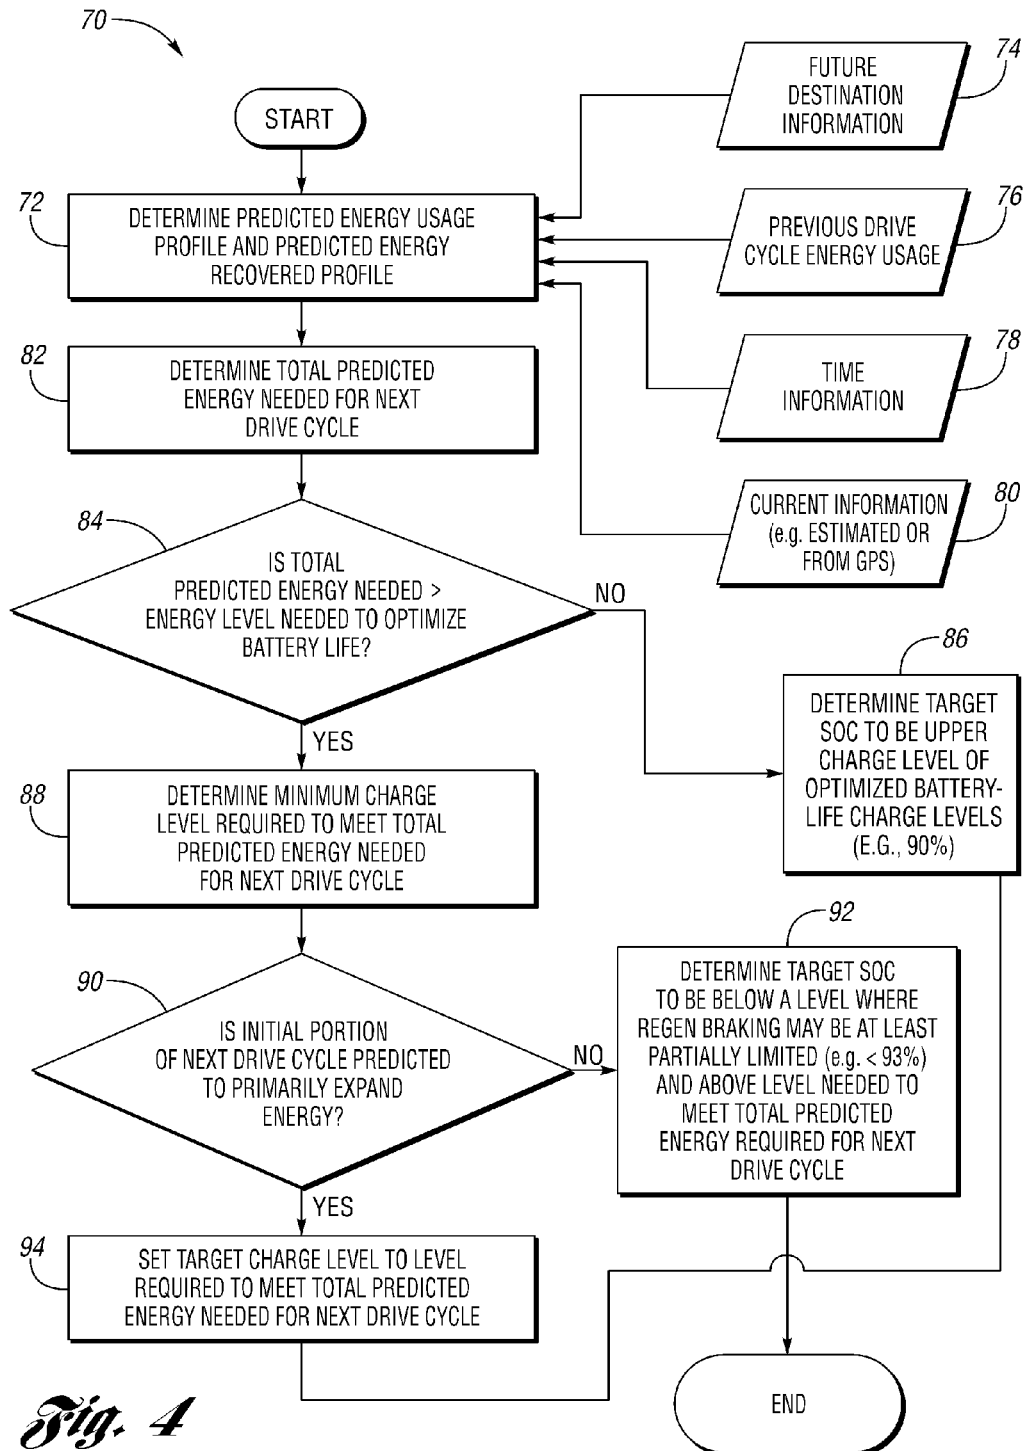 70
START
74
FUTURE
DESTINATION
INFORMATION
72
DETERMINE PREDICTED ENERGY USAGE
PROFILE AND PREDICTED ENERGY
RECOVERED PROFILE
76
PREVIOUS DRIVE
CYCLE ENERGY USAGE
82
DETERMINE TOTAL PREDICTED
ENERGY NEEDED FOR NEXT
DRIVE CYCLE
78
TIME
INFORMATION
80
CURRENT INFORMATION
(e.g. ESTIMATED OR
FROM GPS)
84
IS TOTAL
PREDICTED ENERGY NEEDED >
ENERGY LEVEL NEEDED TO OPTIMIZE
BATTERY LIFE?
NO
YES
86
DETERMINE TARGET
SOC TO BE UPPER
CHARGE LEVEL OF
OPTIMIZED BATTERY-
LIFE CHARGE LEVELS
(E.G., 90%)
88
DETERMINE MINIMUM CHARGE
LEVEL REQUIRED TO MEET TOTAL
PREDICTED ENERGY NEEDED
FOR NEXT DRIVE CYCLE
90
IS INITIAL PORTION
OF NEXT DRIVE CYCLE PREDICTED
TO PRIMARILY EXPAND
ENERGY?
NO
YES
92
DETERMINE TARGET SOC
TO BE BELOW A LEVEL WHERE
REGEN BRAKING MAY BE AT LEAST
PARTIALLY LIMITED (e.g. < 93%)
AND ABOVE LEVEL NEEDED TO
MEET TOTAL PREDICTED
ENERGY REQUIRED FOR NEXT
DRIVE CYCLE
94
SET TARGET CHARGE LEVEL TO LEVEL
REQUIRED TO MEET TOTAL PREDICTED
ENERGY NEEDED FOR NEXT DRIVE CYCLE
END
Fig. 4